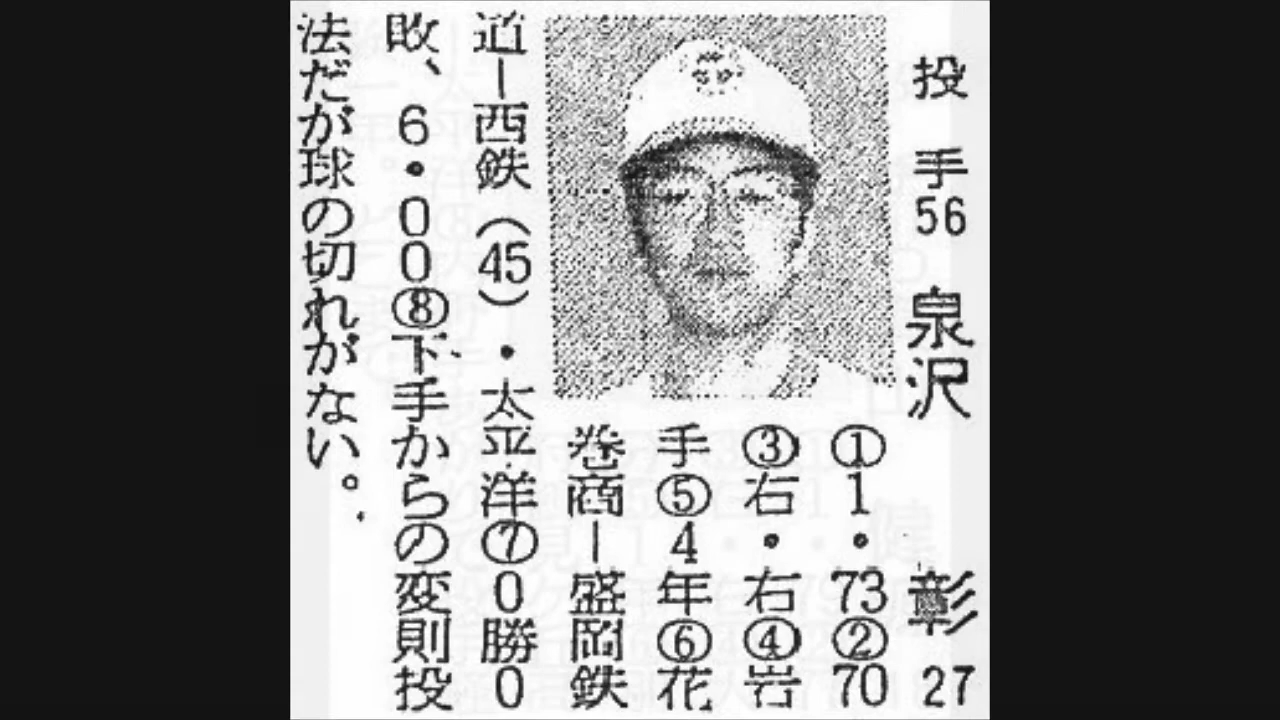 投手56 泉沢 彰 27
①1・73②70
③右・右④岩
手⑤4年⑥花
巻商ー盛岡鉄
道ー西鉄(45)・太平洋⑦0勝0
敗、6・00⑧下手からの変則投
法だが球の切れがない。